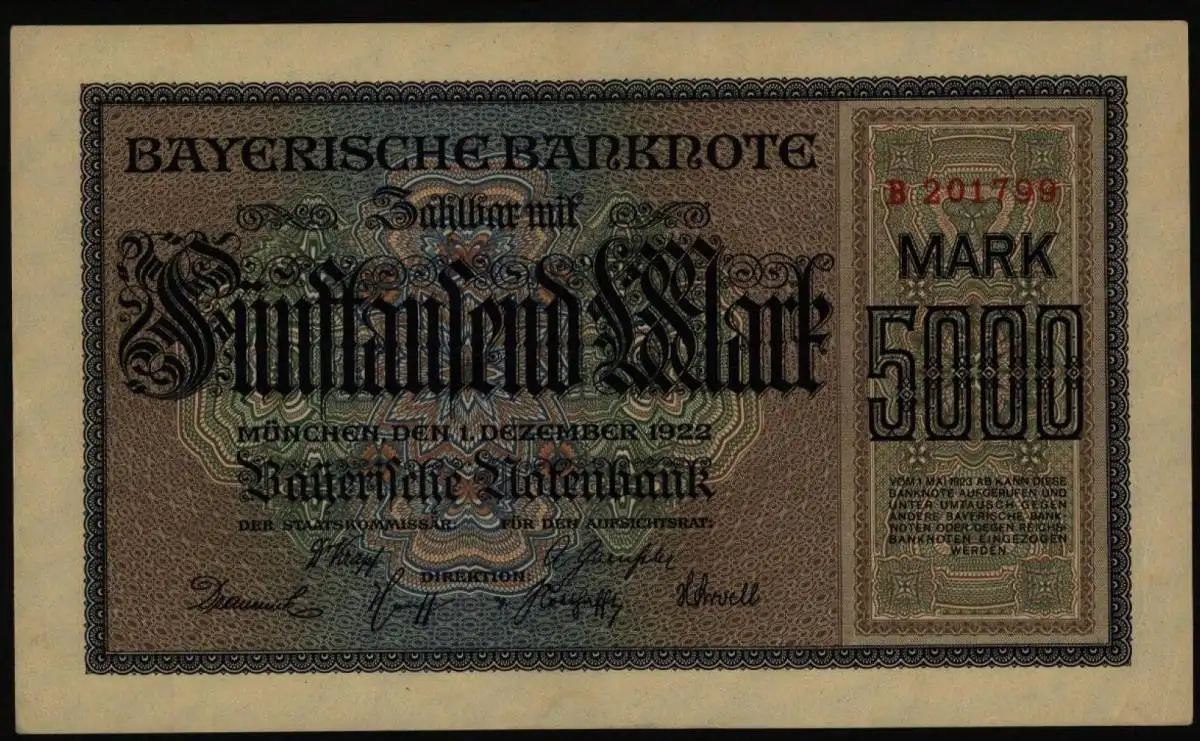 BAYERISCHE BANKNOTE
Zahlbar mit
Fünftausend Mark
MÜNCHEN, DEN 1. DEZEMBER 1922
Bayerische Notenbank
DER STAATSKOMMISSÄR. FÜR DEN AUFSICHTSRAT:
DIREKTION:
B 201799
MARK
5000
VOM 1 MAI 1923 AB KANN DIESE
BANKNOTE AUFGERUFEN UND
UNTER UMTAUSCH GEGEN
ANDERE BAYERISCHE BANK-
NOTEN ODER GEGEN REICHS-
BANKNOTEN EINGEZOGEN
WERDEN